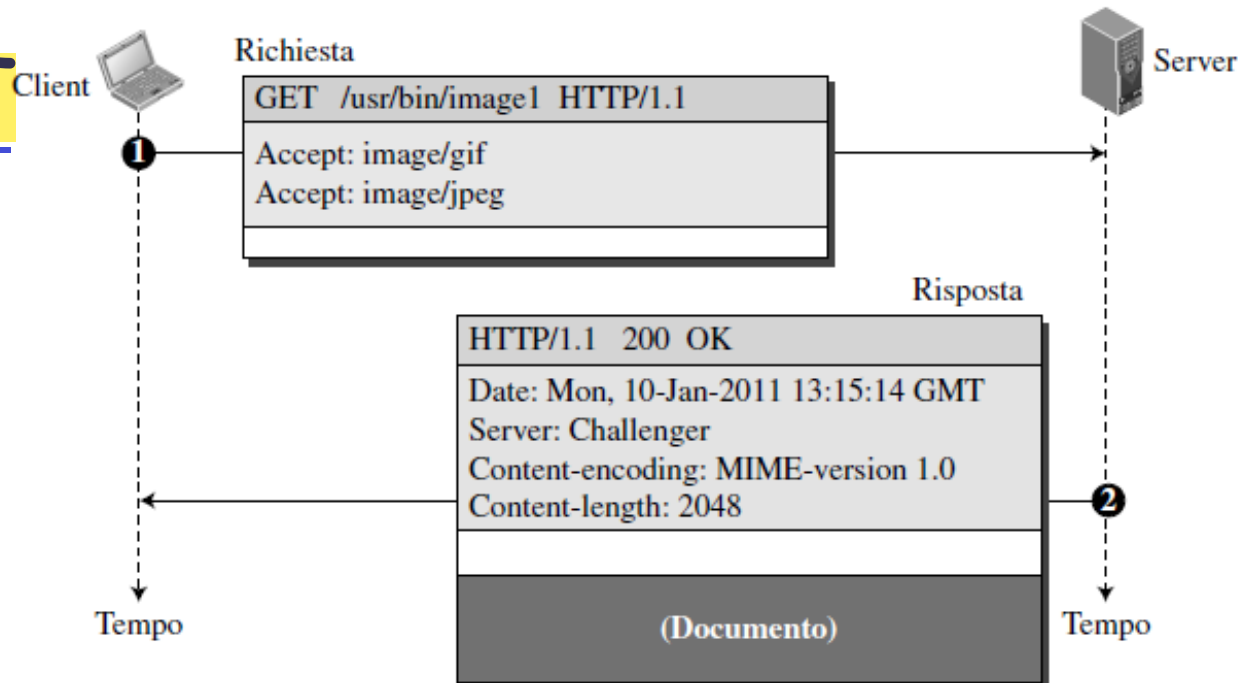 Client
Richiesta
Server
GET /usr/bin/image1 HTTP/1.1
1
Accept: image/gif
Accept: image/jpeg
Risposta
HTTP/1.1 200 OK
Date: Mon, 10-Jan-2011 13:15:14 GMT
Server: Challenger
Content-encoding: MIME-version 1.0
Content-length: 2048
2
Tempo
(Documento)
Tempo